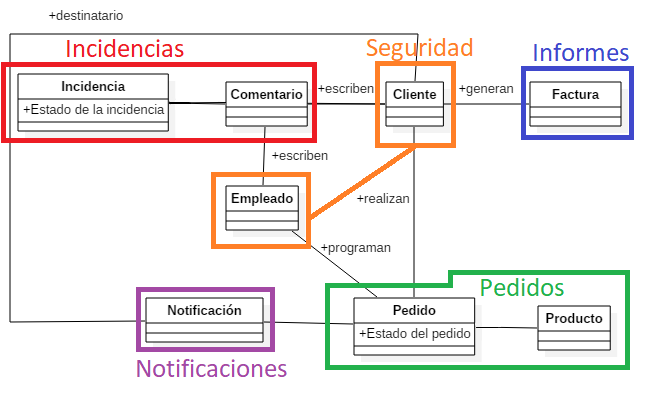 +destinatario
Incidencias
Seguridad
Informes
Incidencia
+Estado de la incidencia
Comentario
+escriben
Cliente
+generan
Factura
+escriben
Empleado
+realizan
+programan
Pedidos
Notificación
Pedido
+Estado del pedido
Producto
Notificaciones